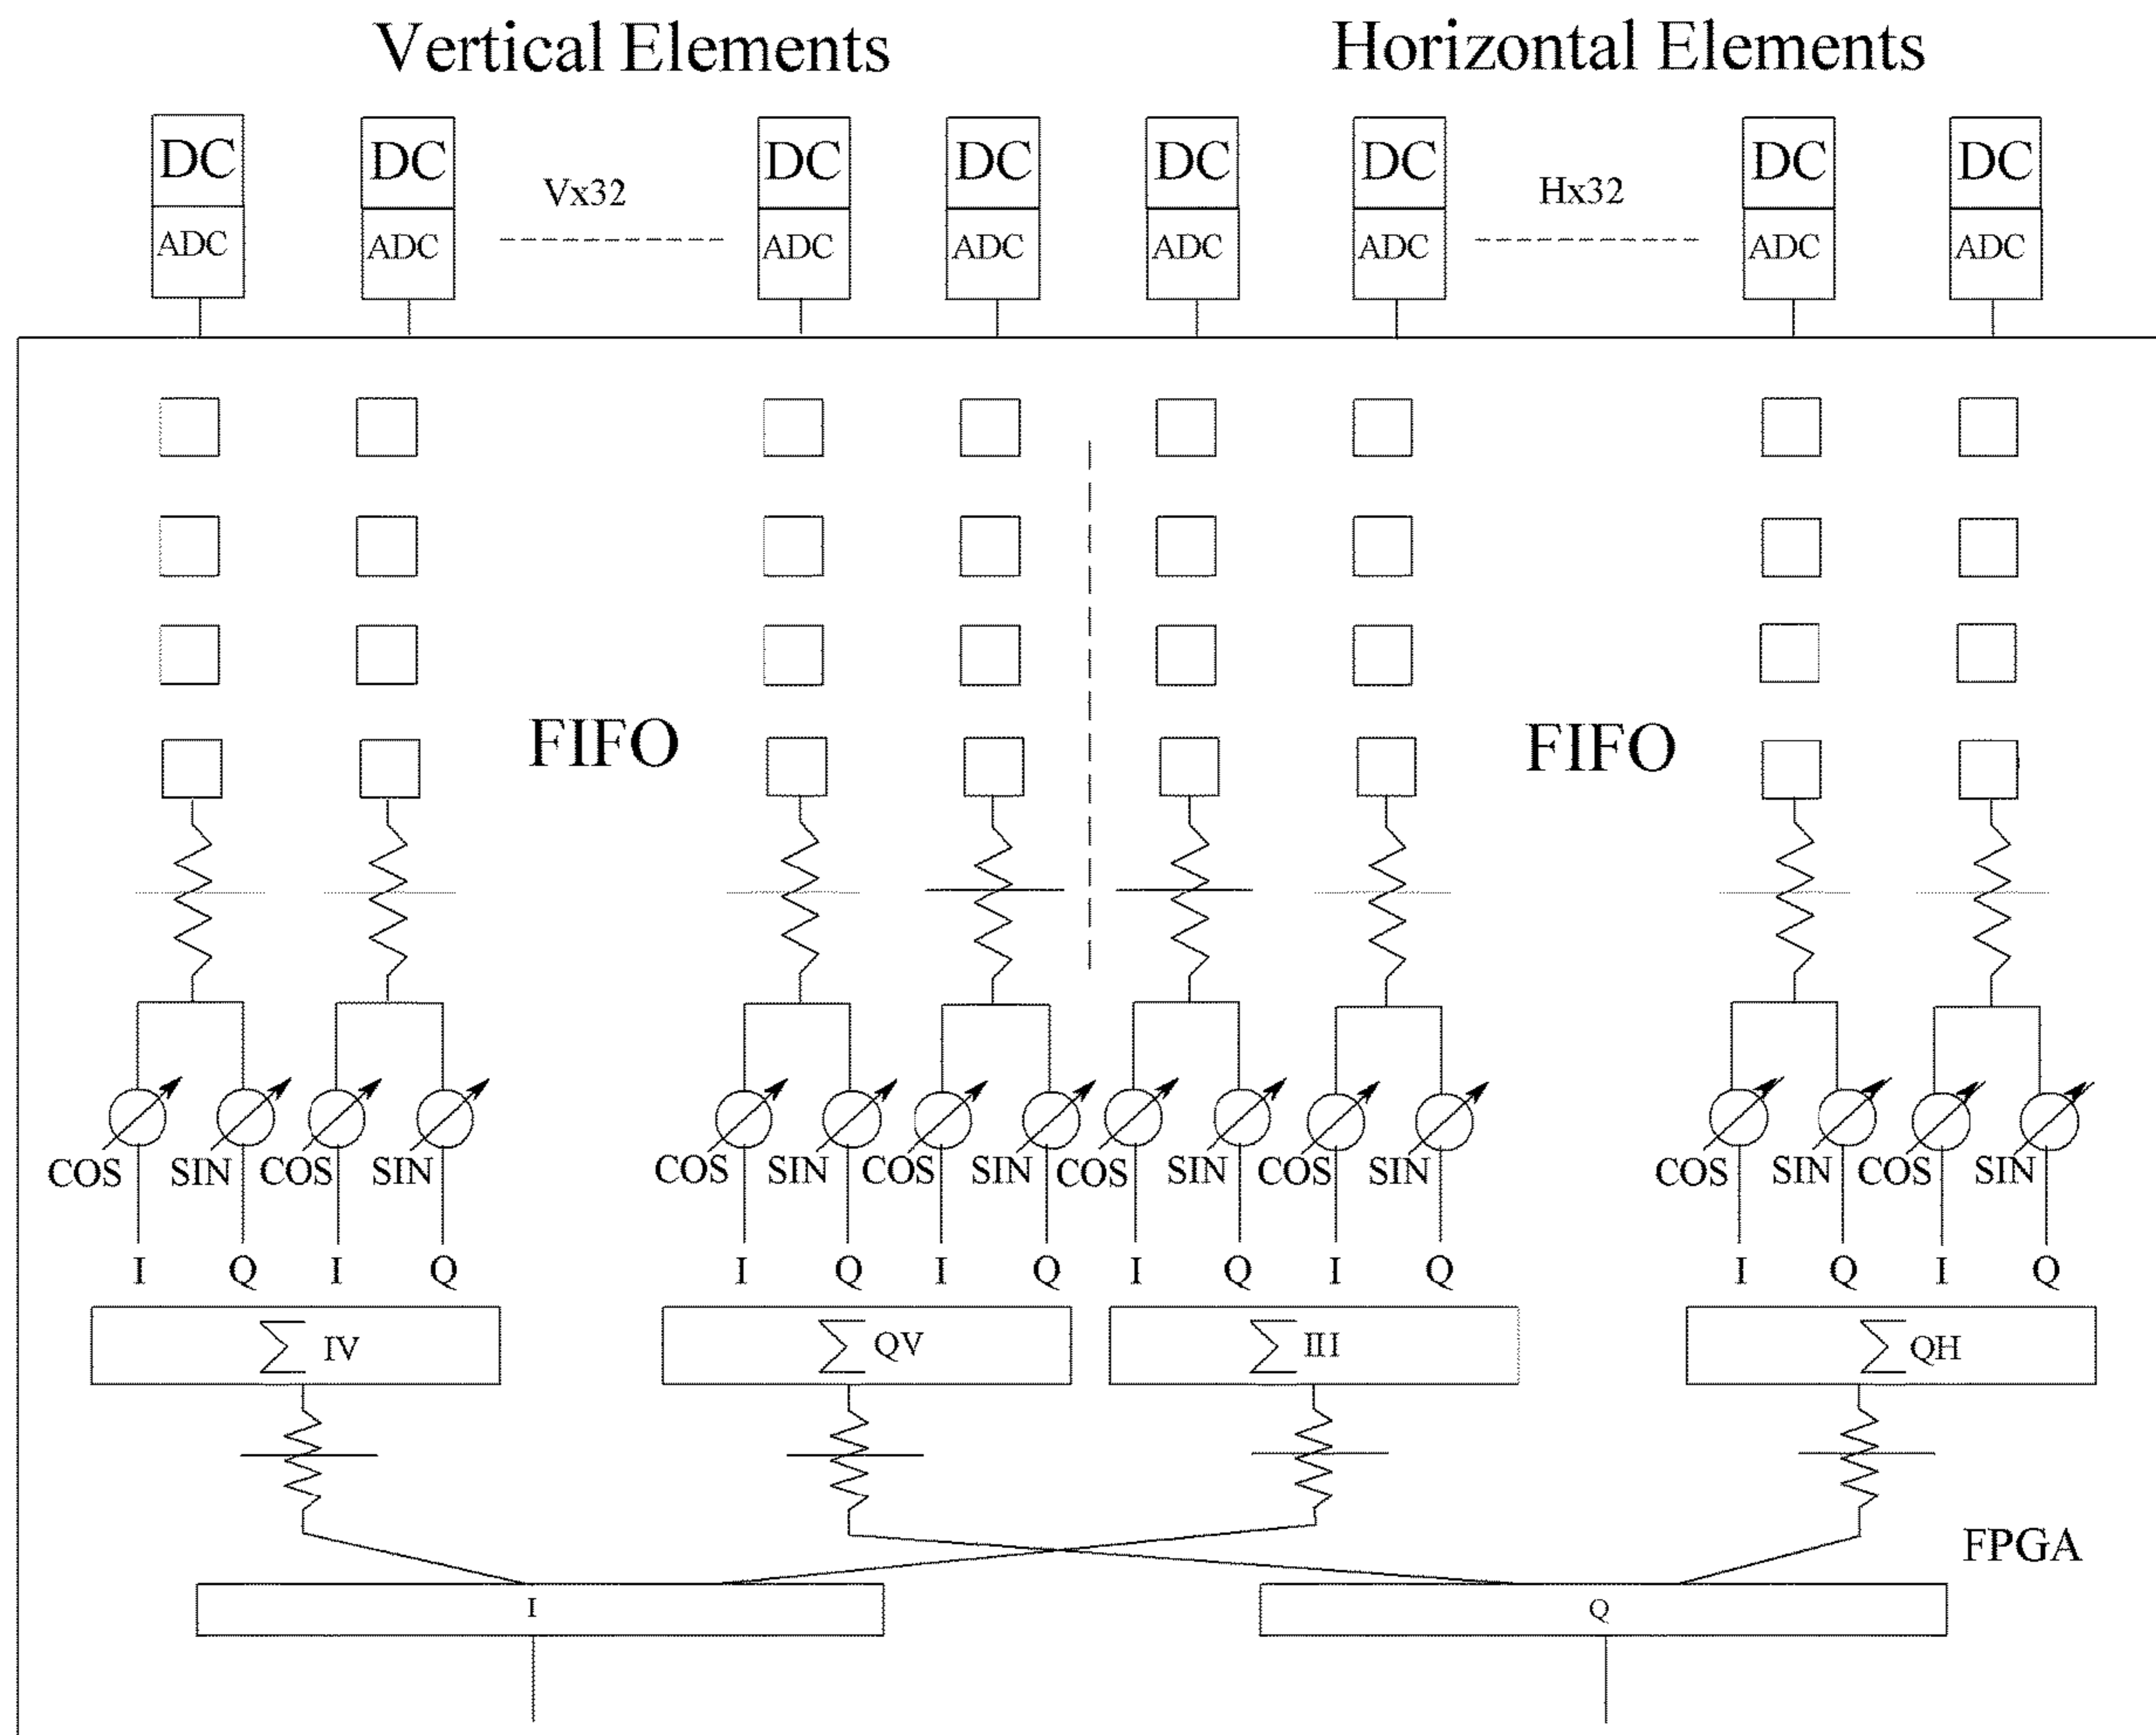 Vertical Elements Horizontal Elements
DC DC DC DC DC DC DC DC
Vx32 Hx32
ADC ADC ADC ADC ADC ADC ADC ADC
FIFO FIFO
COS SIN COS SIN COS SIN COS SIN COS SIN COS SIN COS SIN COS SIN
I Q I Q I Q I Q I Q I Q I Q I Q
∑ IV ∑ QV ∑ IH ∑ QH
FPGA
I Q